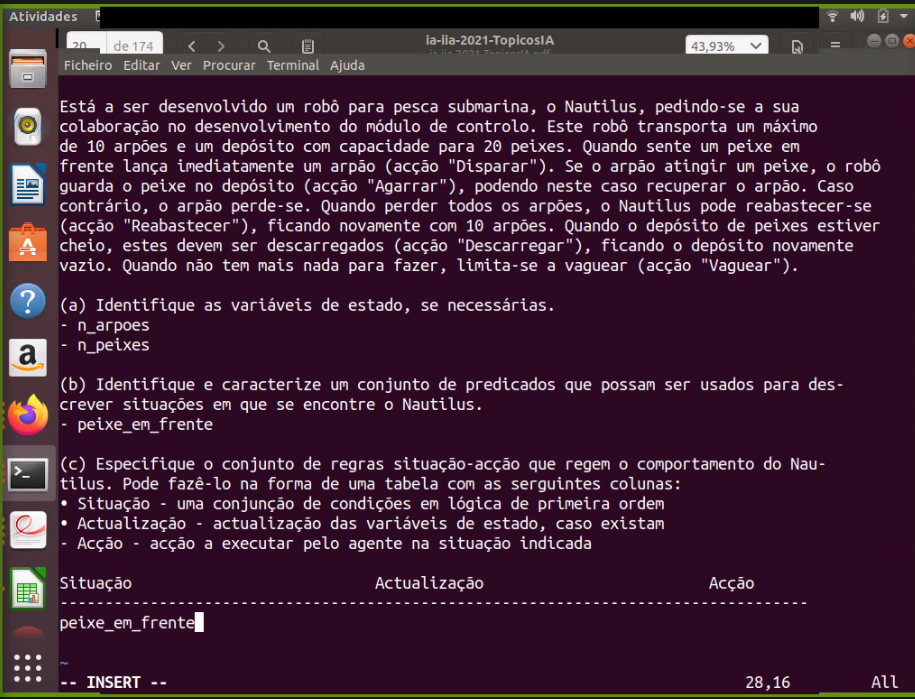 Atividades
20 de 174
ia-iia-2021-TopicosIA
43,93%
Ficheiro Editar Ver Procurar Terminal Ajuda
Está a ser desenvolvido um robô para pesca submarina, o Nautilus, pedindo-se a sua
colaboração no desenvolvimento do módulo de controlo. Este robô transporta um máximo
de 10 arpões e um depósito com capacidade para 20 peixes. Quando sente um peixe em
frente lança imediatamente um arpão (acção "Disparar"). Se o arpão atingir um peixe, o robô
guarda o peixe no depósito (acção "Agarrar"), podendo neste caso recuperar o arpão. Caso
contrário, o arpão perde-se. Quando perder todos os arpões, o Nautilus pode reabastecer-se
(acção "Reabastecer"), ficando novamente com 10 arpões. Quando o depósito de peixes estiver
cheio, estes devem ser descarregados (acção "Descarregar"), ficando o depósito novamente
vazio. Quando não tem mais nada para fazer, limita-se a vaguear (acção "Vaguear").
(a) Identifique as variáveis de estado, se necessárias.
- n_arpoes
- n_peixes
(b) Identifique e caracterize um conjunto de predicados que possam ser usados para des-
crever situações em que se encontre o Nautilus.
- peixe_em_frente
(c) Especifique o conjunto de regras situação-acção que regem o comportamento do Nau-
tilus. Pode fazê-lo na forma de uma tabela com as serguintes colunas:
• Situação - uma conjunção de condições em lógica de primeira ordem
• Actualização - actualização das variáveis de estado, caso existam
- Acção - acção a executar pelo agente na situação indicada
Situação Actualização Acção
-----------------------------------------------------------------------------------
peixe_em_frente
~
-- INSERT -- 28,16 All